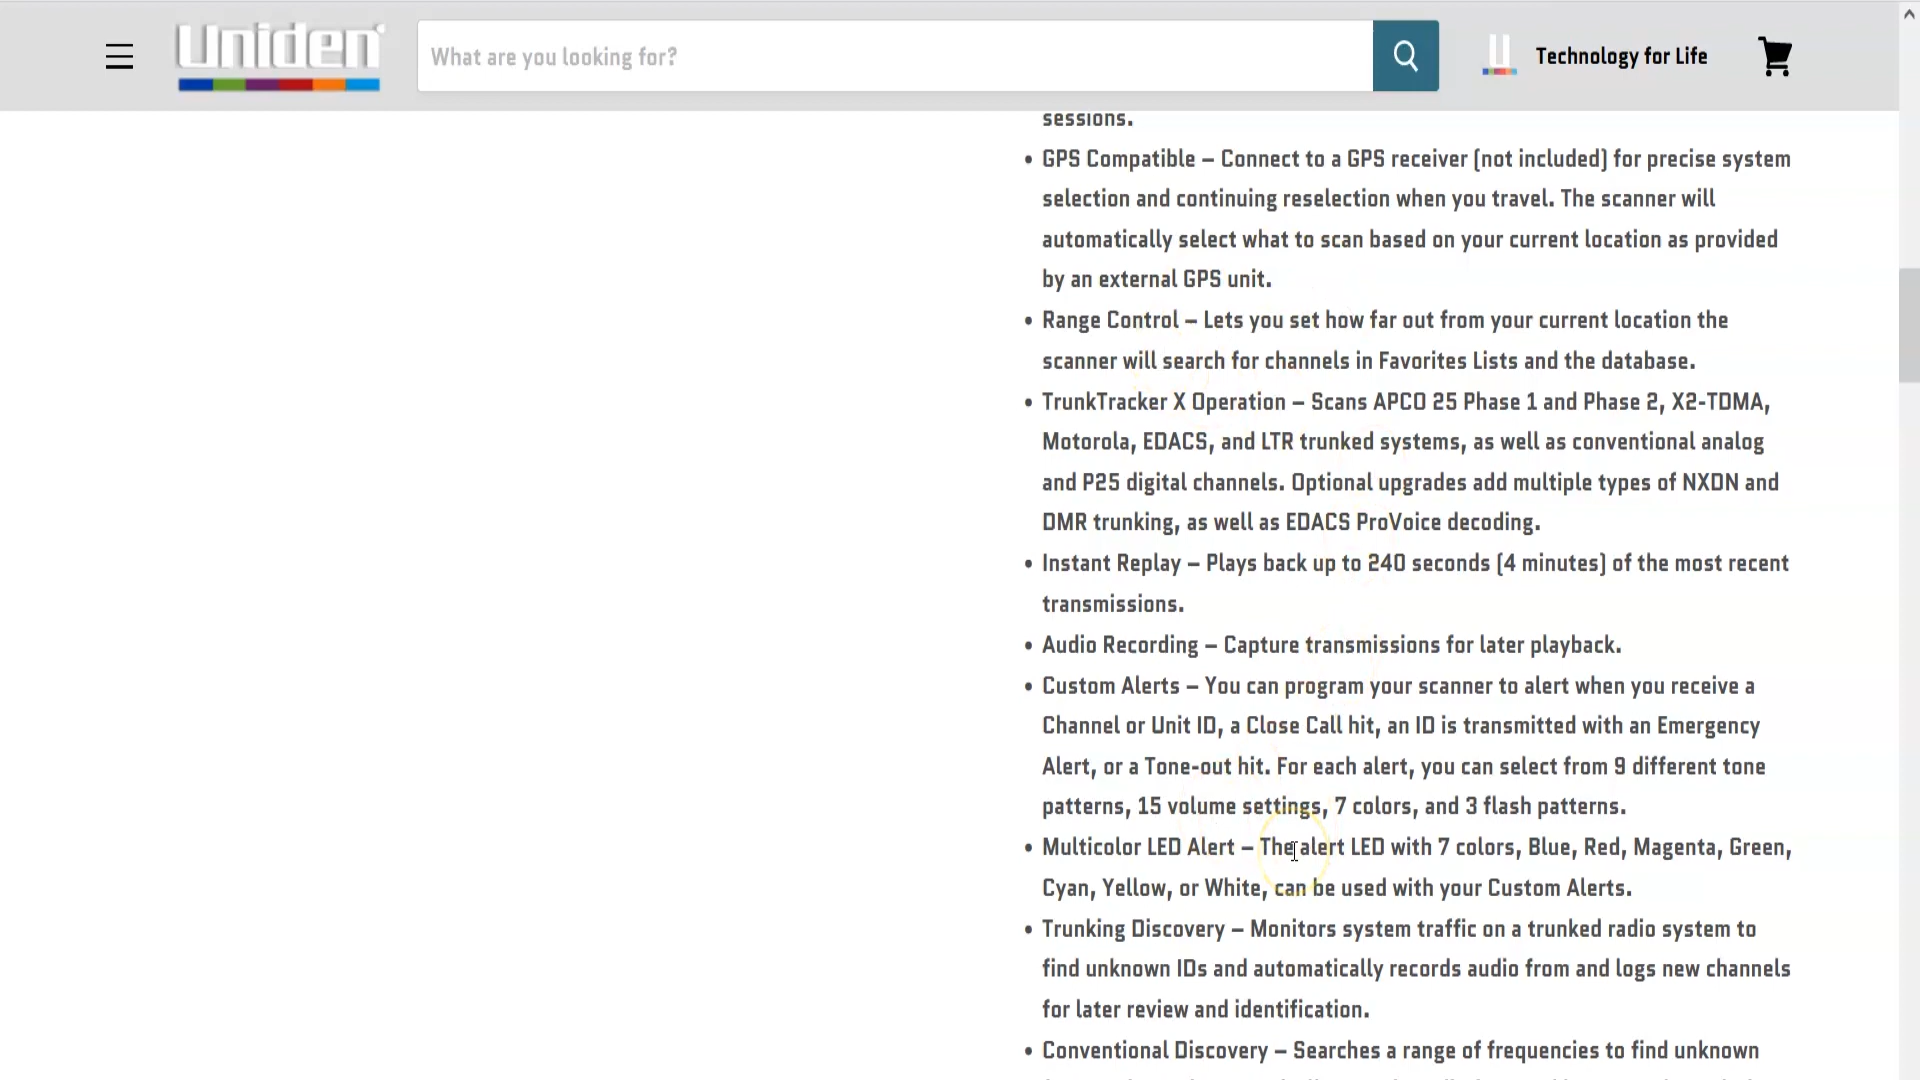 Uniden
What are you looking for?
Technology for Life
sessions.
• GPS Compatible – Connect to a GPS receiver (not included) for precise system
selection and continuing reselection when you travel. The scanner will
automatically select what to scan based on your current location as provided
by an external GPS unit.
• Range Control – Lets you set how far out from your current location the
scanner will search for channels in Favorites Lists and the database.
• TrunkTracker X Operation – Scans APCO 25 Phase 1 and Phase 2, X2-TDMA,
Motorola, EDACS, and LTR trunked systems, as well as conventional analog
and P25 digital channels. Optional upgrades add multiple types of NXDN and
DMR trunking, as well as EDACS ProVoice decoding.
• Instant Replay – Plays back up to 240 seconds (4 minutes) of the most recent
transmissions.
• Audio Recording – Capture transmissions for later playback.
• Custom Alerts – You can program your scanner to alert when you receive a
Channel or Unit ID, a Close Call hit, an ID is transmitted with an Emergency
Alert, or a Tone-out hit. For each alert, you can select from 9 different tone
patterns, 15 volume settings, 7 colors, and 3 flash patterns.
• Multicolor LED Alert – The alert LED with 7 colors, Blue, Red, Magenta, Green,
Cyan, Yellow, or White, can be used with your Custom Alerts.
• Trunking Discovery – Monitors system traffic on a trunked radio system to
find unknown IDs and automatically records audio from and logs new channels
for later review and identification.
• Conventional Discovery – Searches a range of frequencies to find unknown